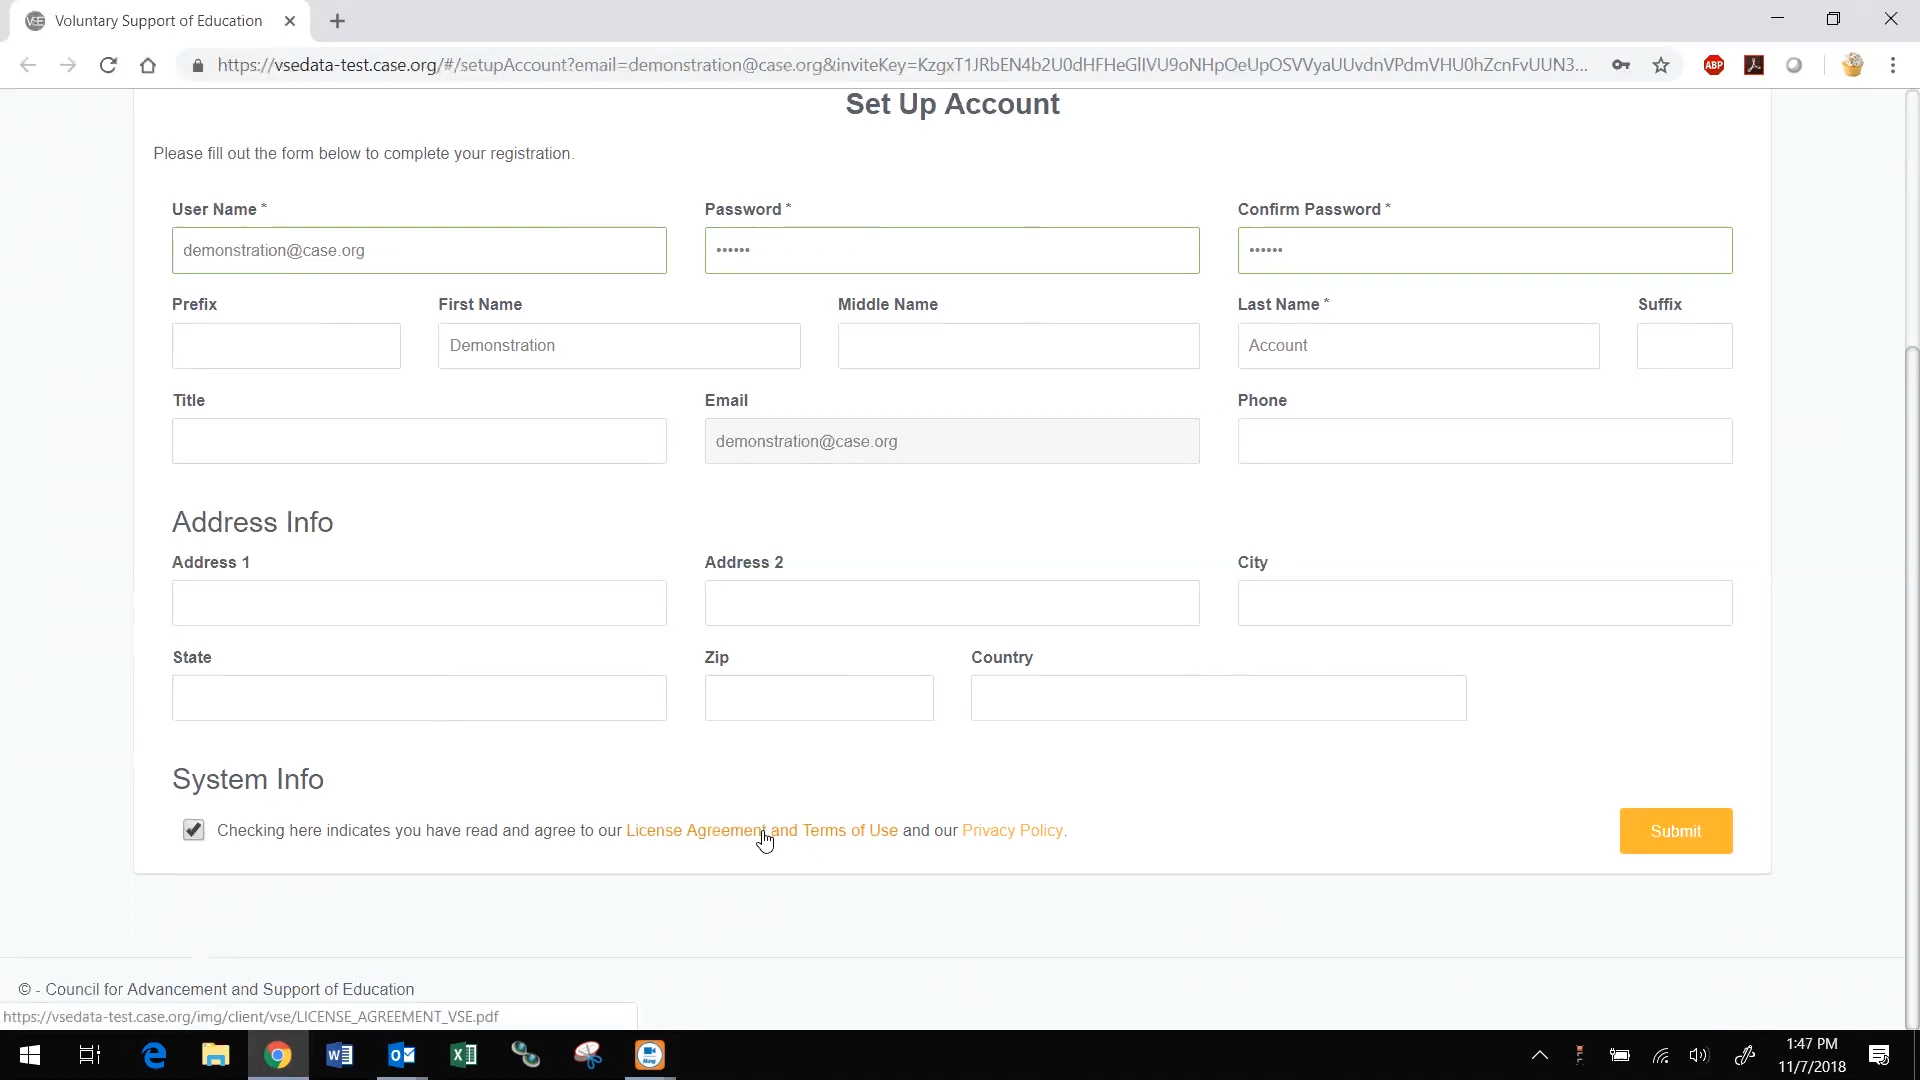 Voluntary Support of Education
https://vsedata-test.case.org/#/setupAccount?email=demonstration@case.org&inviteKey=
Set Up Account
Please fill out the form below to complete your registration.
User Name * Password * Confirm Password *
demonstration@case.org •••••• ••••••
Prefix First Name Middle Name Last Name * Suffix
Demonstration Account
Title Email Phone
demonstration@case.org
Address Info
Address 1 Address 2 City
State Zip Country
System Info
Checking here indicates you have read and agree to our License Agreement and Terms of Use and our Privacy Policy.
Submit
© - Council for Advancement and Support of Education
https://vsedata-test.case.org/img/client/vse/LICENSE_AGREEMENT_VSE.pdf
1:47 PM
11/7/2018
ABP